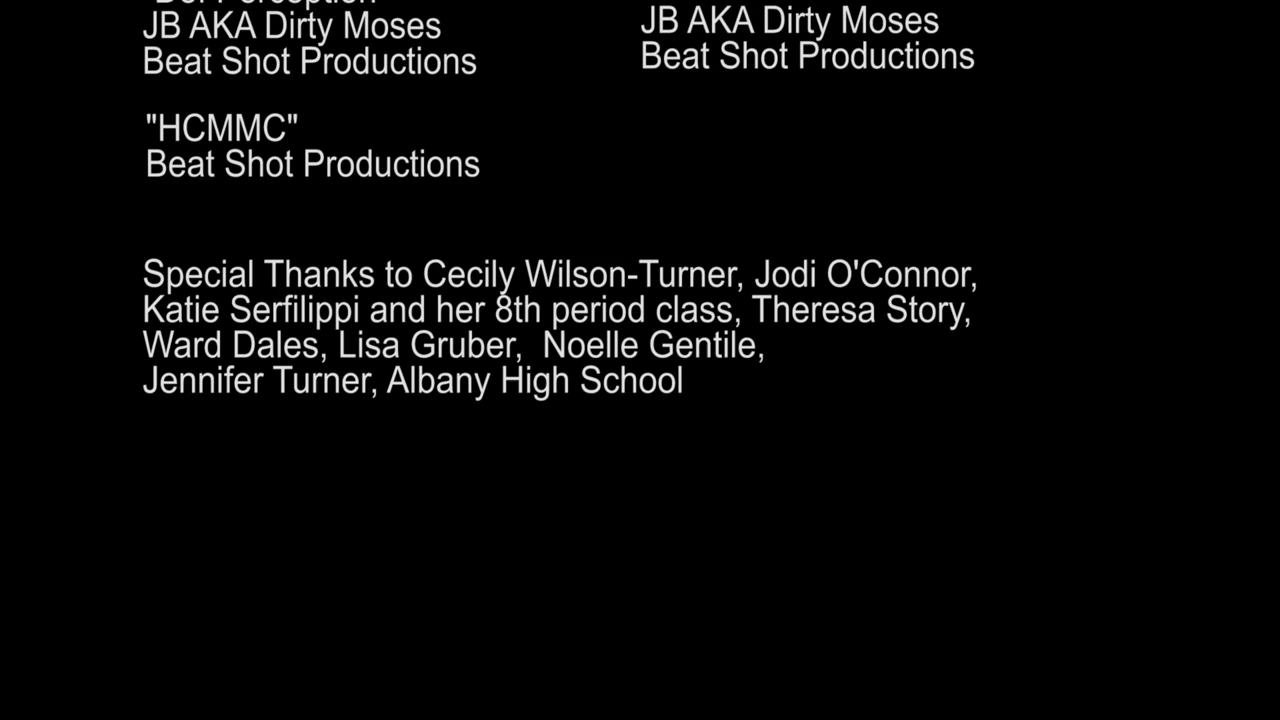 Perception
JB AKA Dirty Moses
Beat Shot Productions
JB AKA Dirty Moses
Beat Shot Productions
"HCMMC"
Beat Shot Productions
Special Thanks to Cecily Wilson-Turner, Jodi O'Connor,
Katie Serfilippi and her 8th period class, Theresa Story,
Ward Dales, Lisa Gruber,  Noelle Gentile,
Jennifer Turner, Albany High School